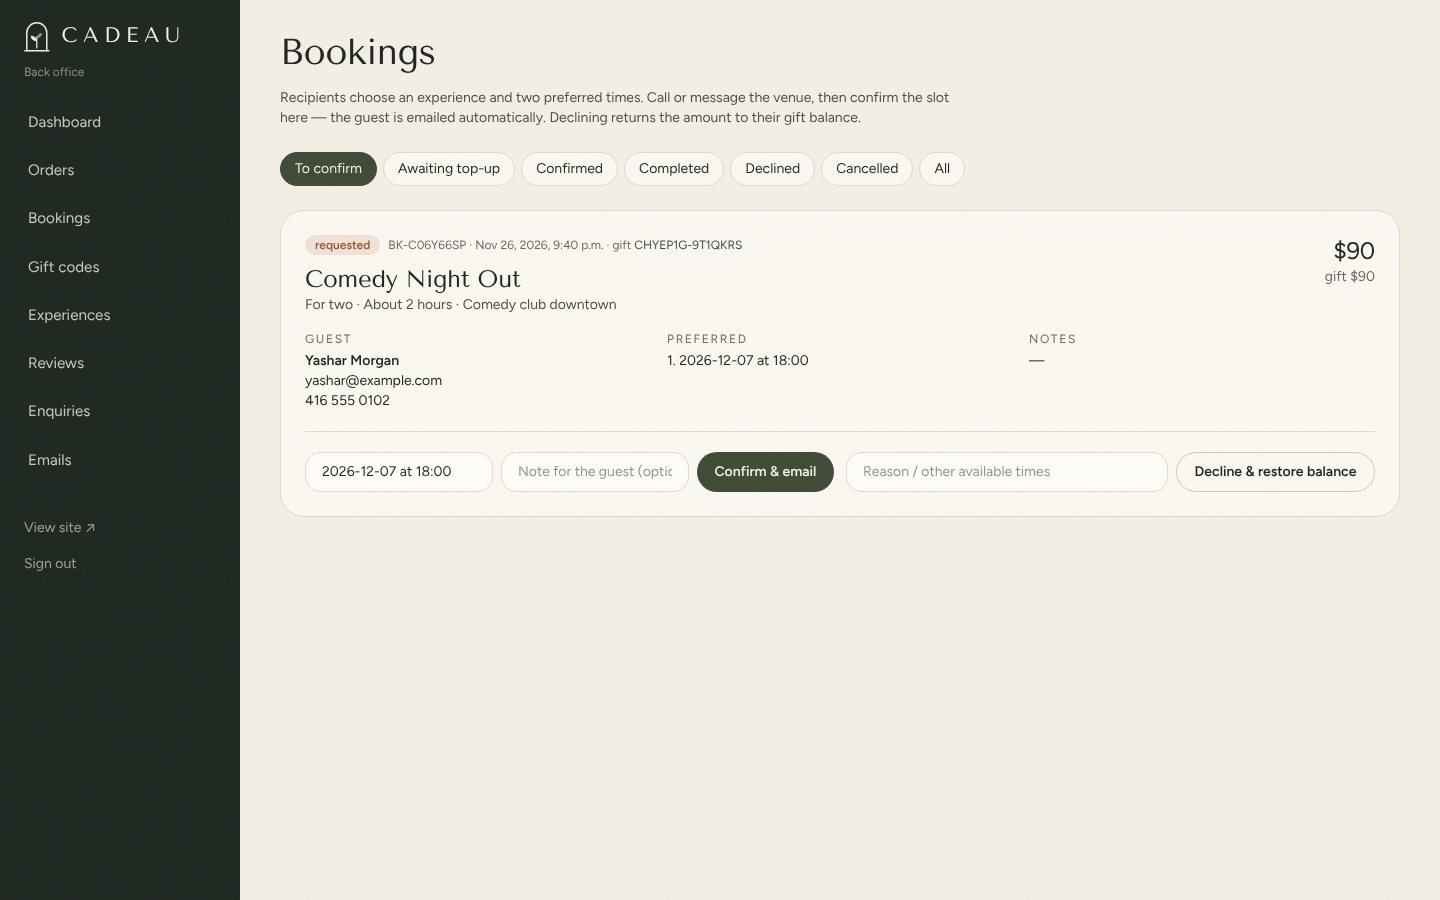 CADEAU
Back office
Dashboard
Orders
Bookings
Gift codes
Experiences
Reviews
Enquiries
Emails
View site ↗
Sign out
Bookings
Recipients choose an experience and two preferred times. Call or message the venue, then confirm the slot
here — the guest is emailed automatically. Declining returns the amount to their gift balance.
To confirm
Awaiting top-up
Confirmed
Completed
Declined
Cancelled
All
requested BK-C06Y66SP · Nov 26, 2026, 9:40 p.m. · gift CHYEP1G-9T1QKRS
$90
gift $90
Comedy Night Out
For two · About 2 hours · Comedy club downtown
GUEST
Yashar Morgan
yashar@example.com
416 555 0102
PREFERRED
1. 2026-12-07 at 18:00
NOTES
—
2026-12-07 at 18:00
Note for the guest (optic
Confirm & email
Reason / other available times
Decline & restore balance